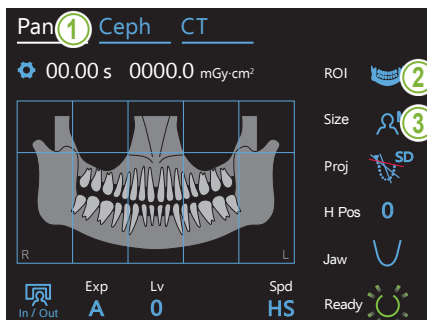 Pan Ceph CT
1
00.00 s 0000.0 mGy·cm²
ROI
2
Size
3
Proj SD
H Pos 0
R L
Jaw
Exp Lv Spd
In / Out A 0 HS
Ready